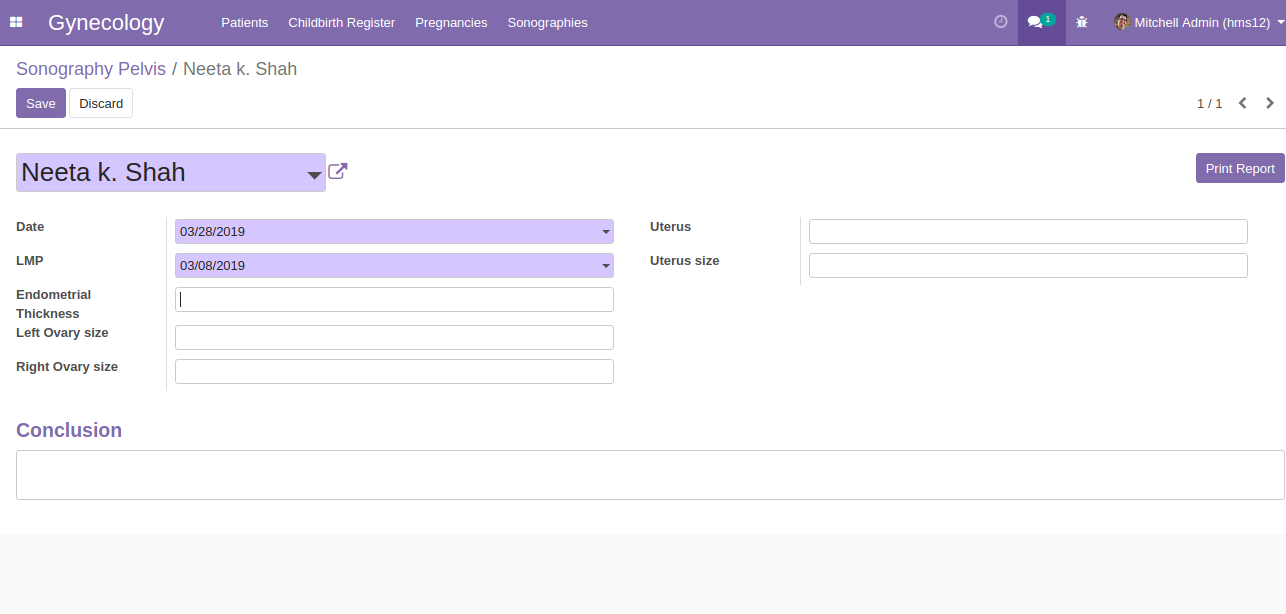 Gynecology Patients Childbirth Register Pregnancies Sonographies 1 Mitchell Admin (hms12)
Sonography Pelvis / Neeta k. Shah
Save Discard 1 / 1
Neeta k. Shah Print Report
Date 03/28/2019 Uterus
LMP 03/08/2019 Uterus size
Endometrial
Thickness
Left Ovary size
Right Ovary size
Conclusion